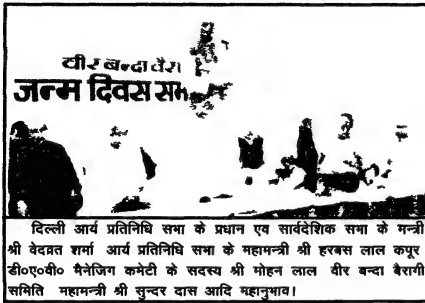 वीर बन्दा वैरा
जन्म दिवस सभ
दिल्ली आर्य प्रतिनिधि सभा के प्रधान एव सार्वदेशिक सभा के मन्त्री
श्री वेदव्रत शर्मा आर्य प्रतिनिधि सभा के महामन्त्री श्री हरबस लाल कपूर
डी०ए०वी० मैनेजिग कमेटी के सदस्य श्री मोहन लाल वीर बन्दा बैरागी
समिति महामन्त्री श्री सुन्दर दास आदि महानुभाव।